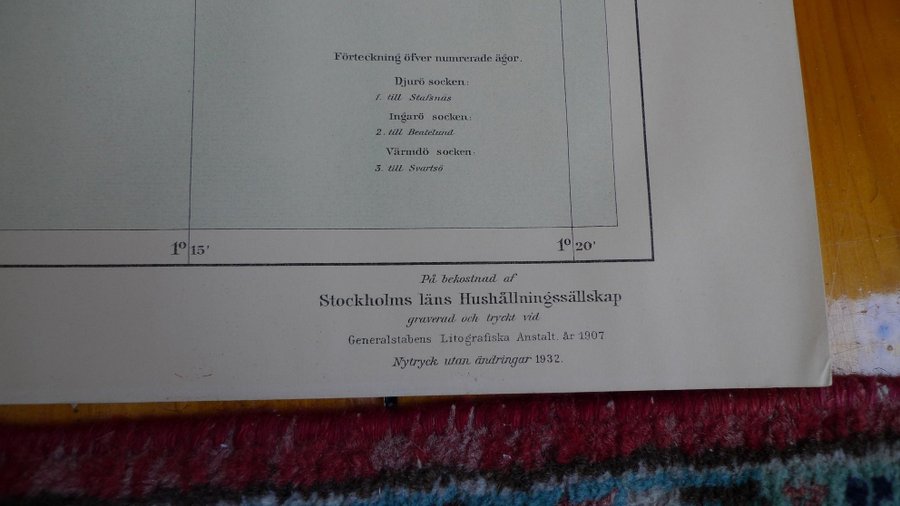 Förteckning öfver numrerade ägor.
Djurö socken:
1. till Stafsnäs
Ingarö socken:
2. till Beatelund
Värmdö socken:
3. till Svartsö
1º 15'
1º 20'
På bekostnad af
Stockholms läns Hushållningssällskap
graverad och tryckt vid
Generalstabens Litografiska Anstalt. år 1907
Nytryck utan ändringar 1932.